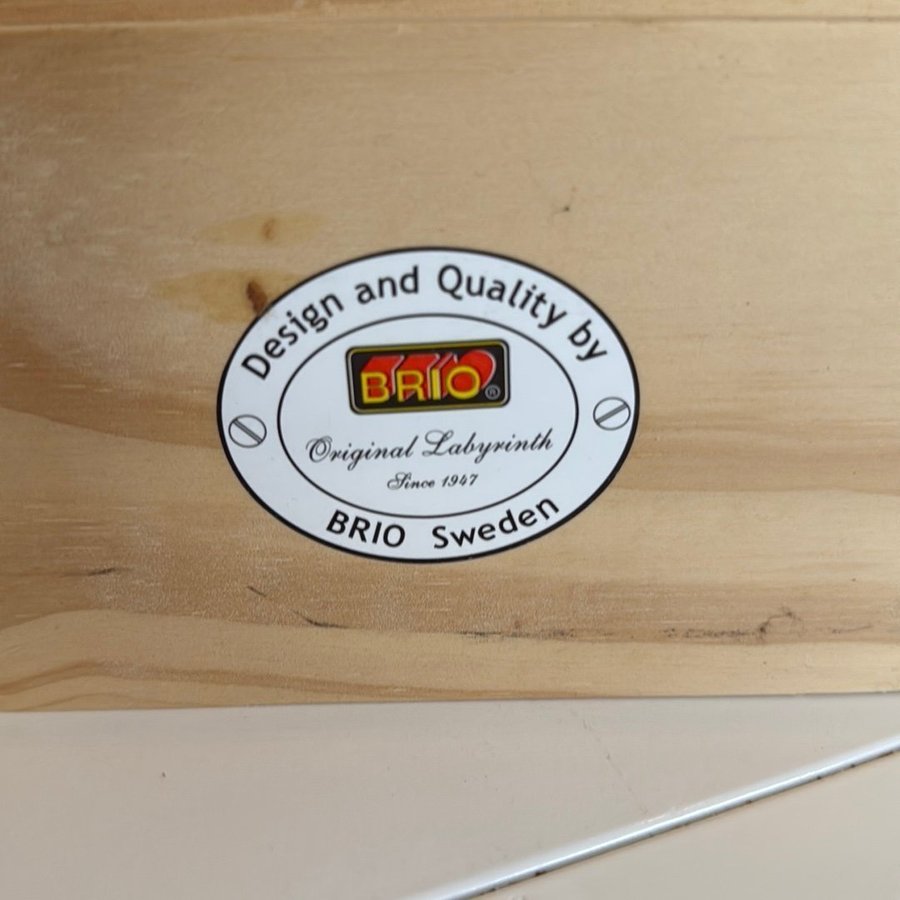 Design and Quality by
BRIO®
Original Labyrinth
Since 1947
BRIO Sweden